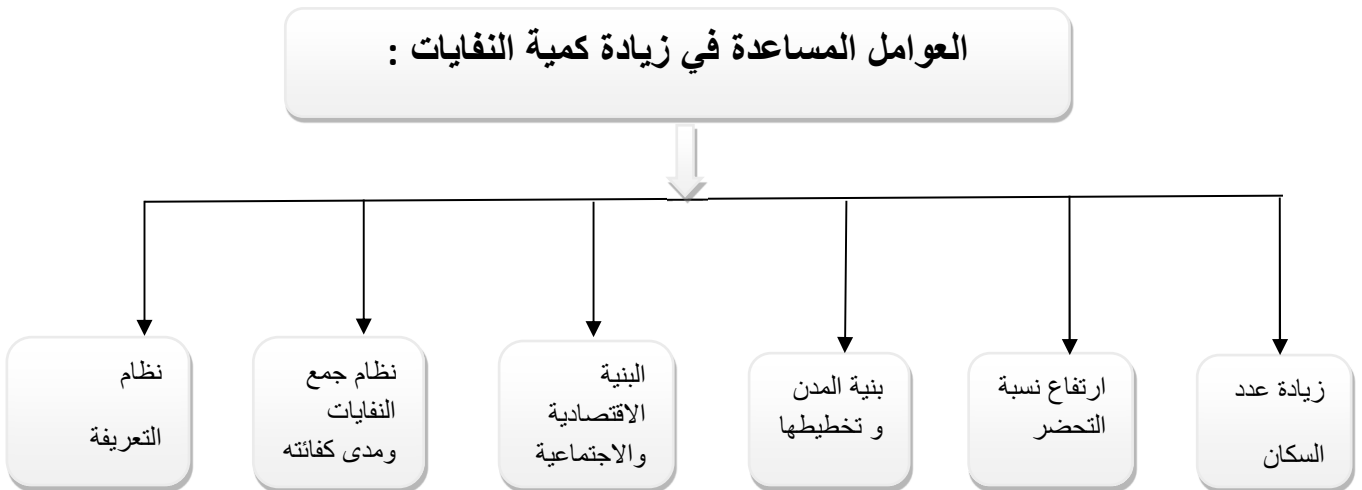 العوامل المساعدة في زيادة كمية النفايات :
زيادة عدد
السكان
ارتفاع نسبة
التحضر
بنية المدن
و تخطيطها
البنية
الاقتصادية
والاجتماعية
نظام جمع
النفايات
ومدى كفائته
نظام
التعريفة